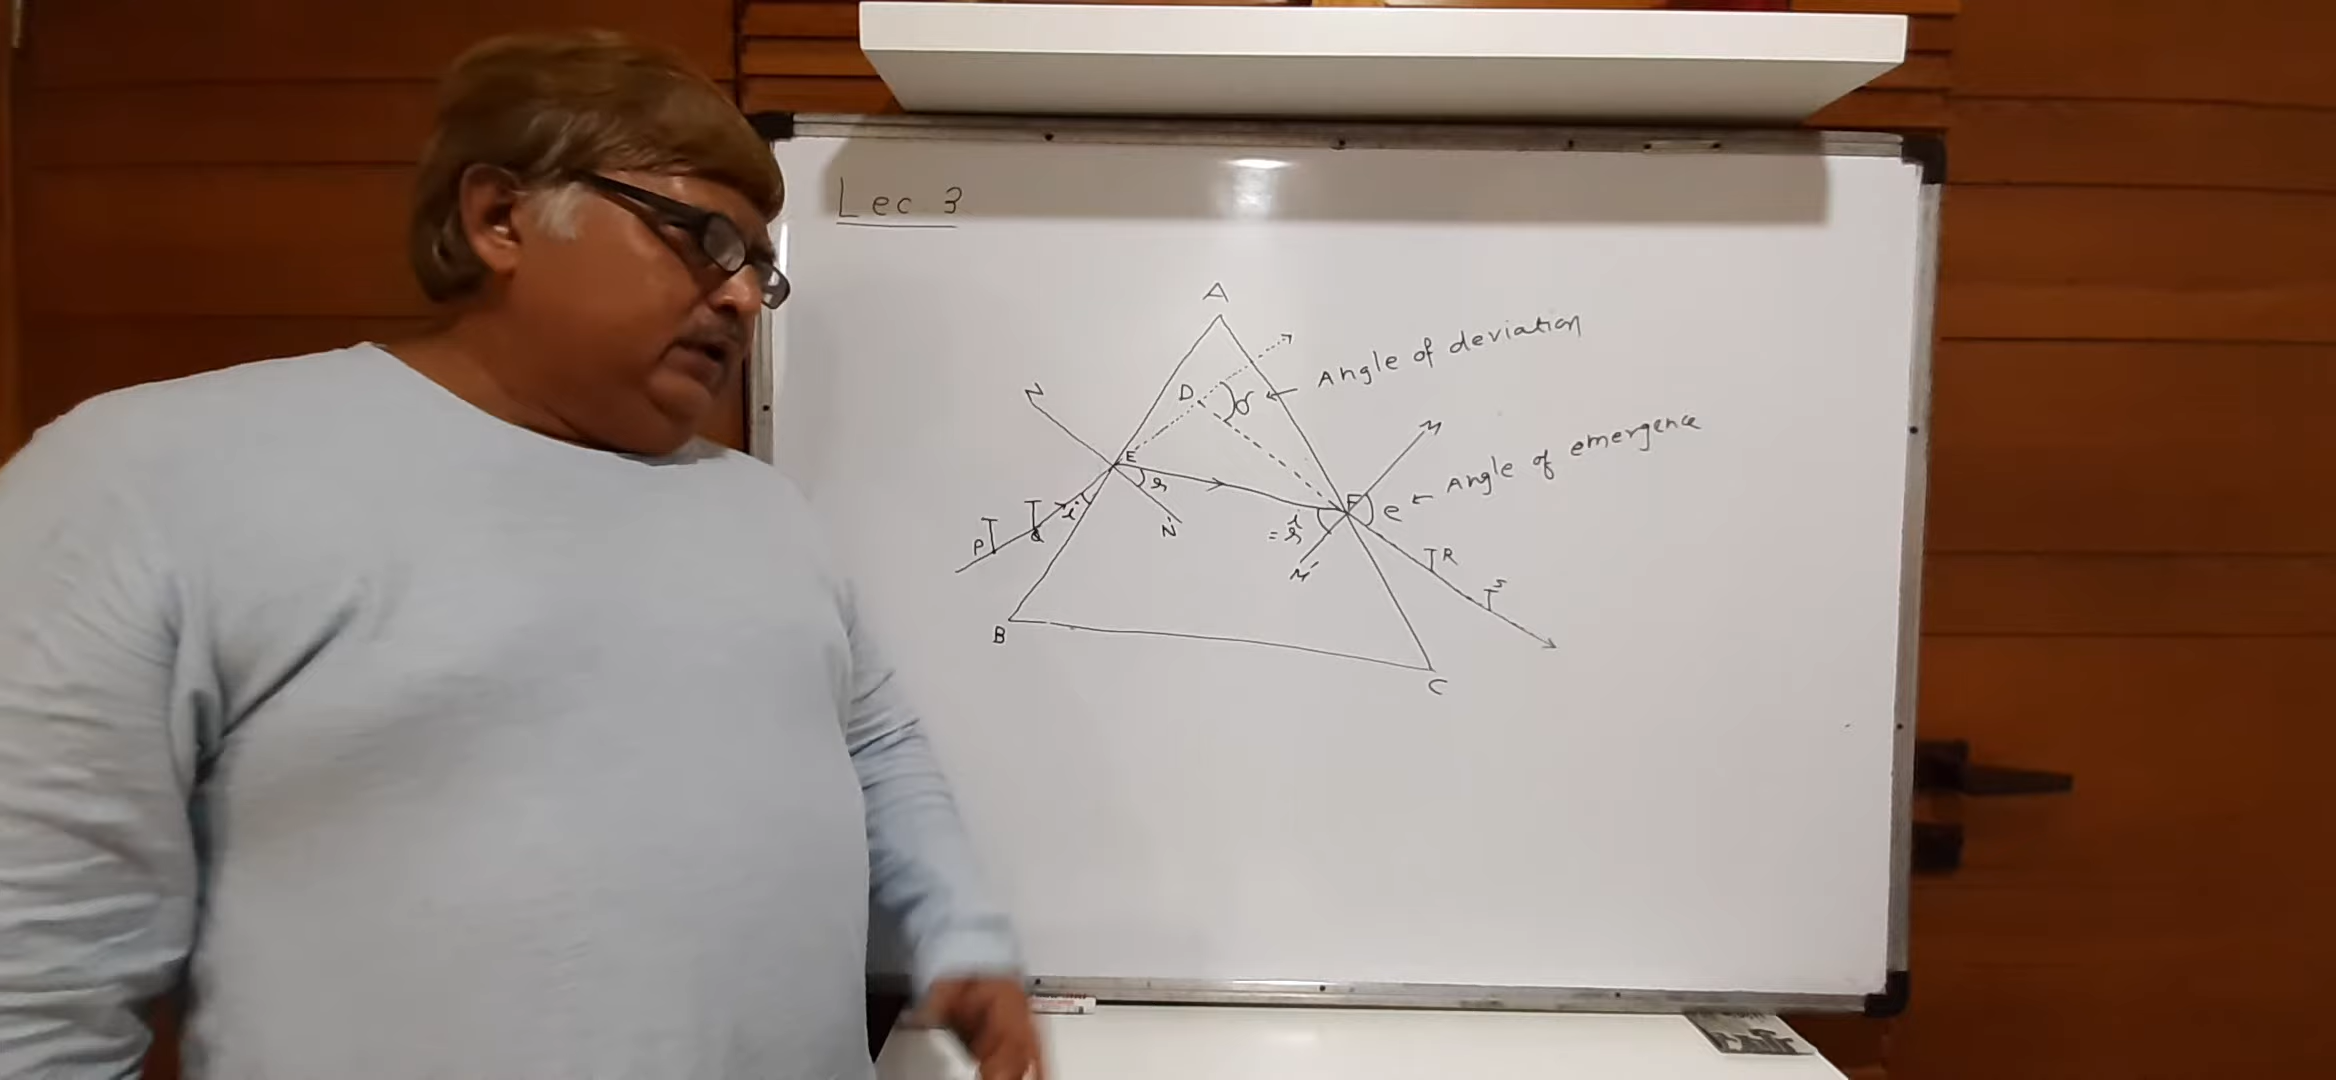 Lec 3
A
Angle of deviation
D
δ
N
M
Angle of emergence
E
r
F
e
i
N'
P
Q
=
M'
R
S
B
C